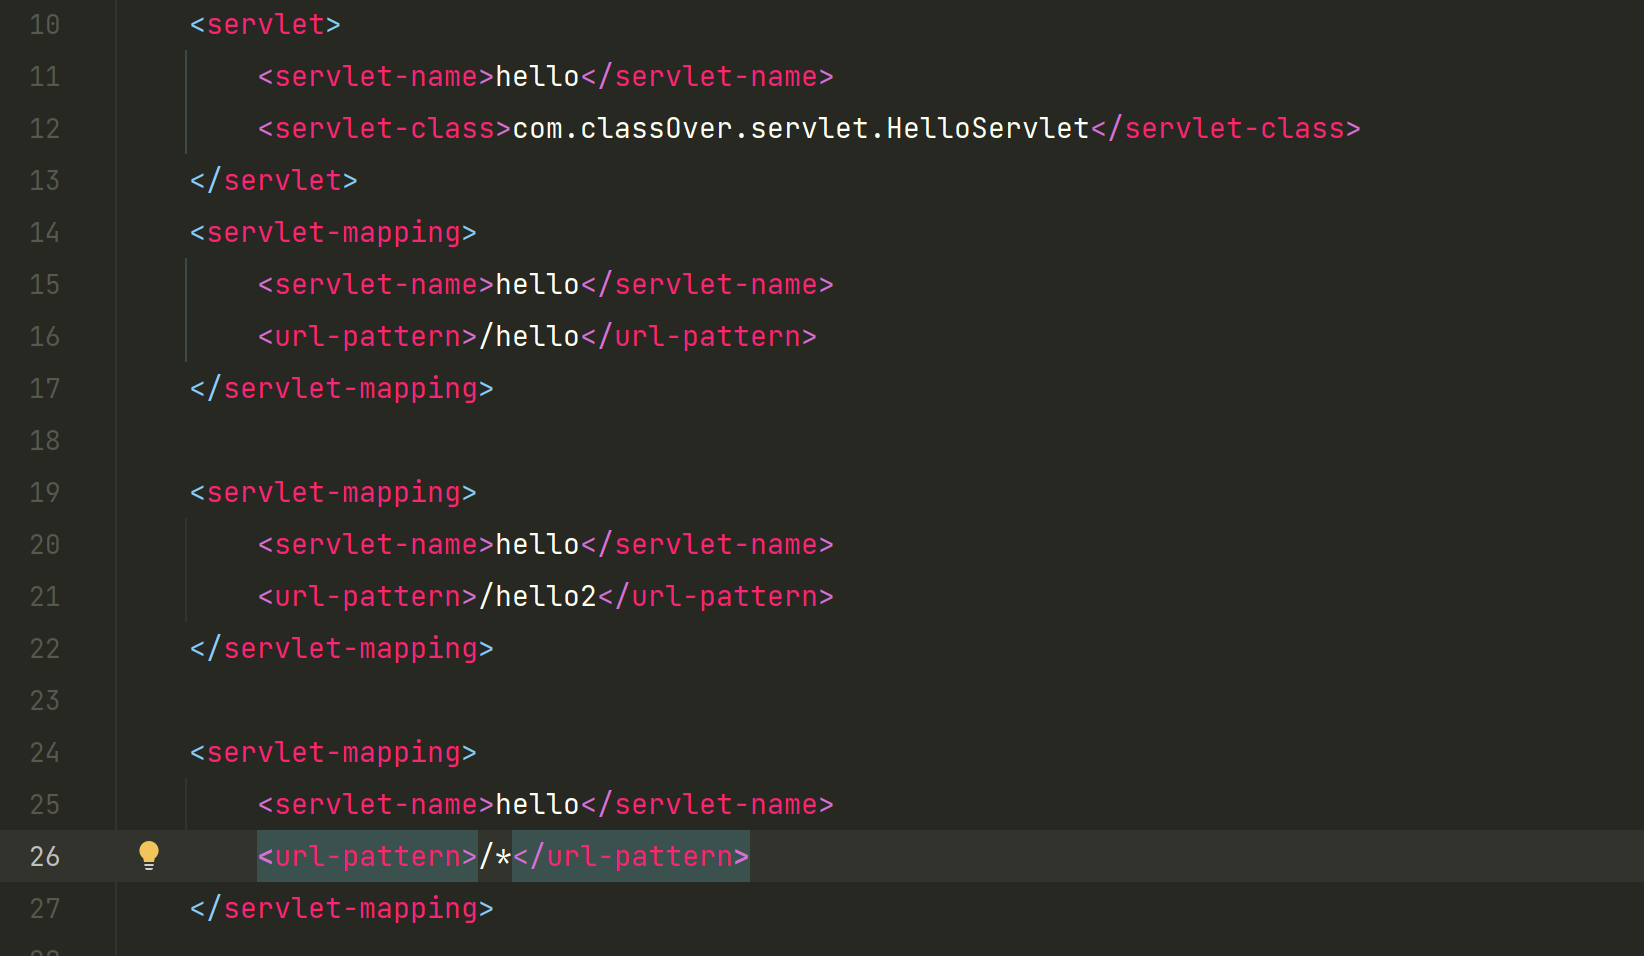 10 <servlet>
11 <servlet-name>hello</servlet-name>
12 <servlet-class>com.classOver.servlet.HelloServlet</servlet-class>
13 </servlet>
14 <servlet-mapping>
15 <servlet-name>hello</servlet-name>
16 <url-pattern>/hello</url-pattern>
17 </servlet-mapping>
18
19 <servlet-mapping>
20 <servlet-name>hello</servlet-name>
21 <url-pattern>/hello2</url-pattern>
22 </servlet-mapping>
23
24 <servlet-mapping>
25 <servlet-name>hello</servlet-name>
26 <url-pattern>/*</url-pattern>
27 </servlet-mapping>